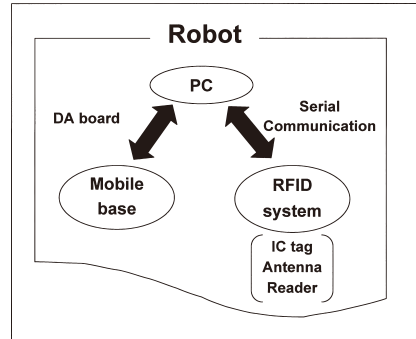 Robot
PC
DA board
Serial
Communication
Mobile
base
RFID
system
IC tag
Antenna
Reader